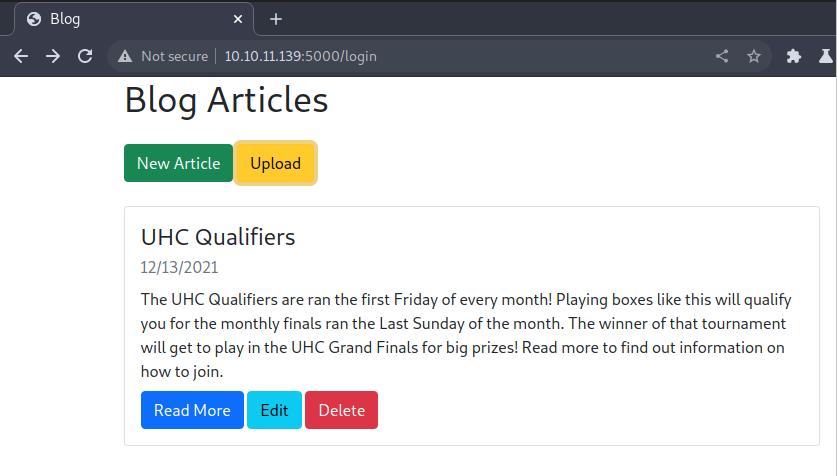 Blog
Not secure 10.10.11.139:5000/login
Blog Articles
New Article Upload
UHC Qualifiers
12/13/2021
The UHC Qualifiers are ran the first Friday of every month! Playing boxes like this will qualify
you for the monthly finals ran the Last Sunday of the month. The winner of that tournament
will get to play in the UHC Grand Finals for big prizes! Read more to find out information on
how to join.
Read More Edit Delete